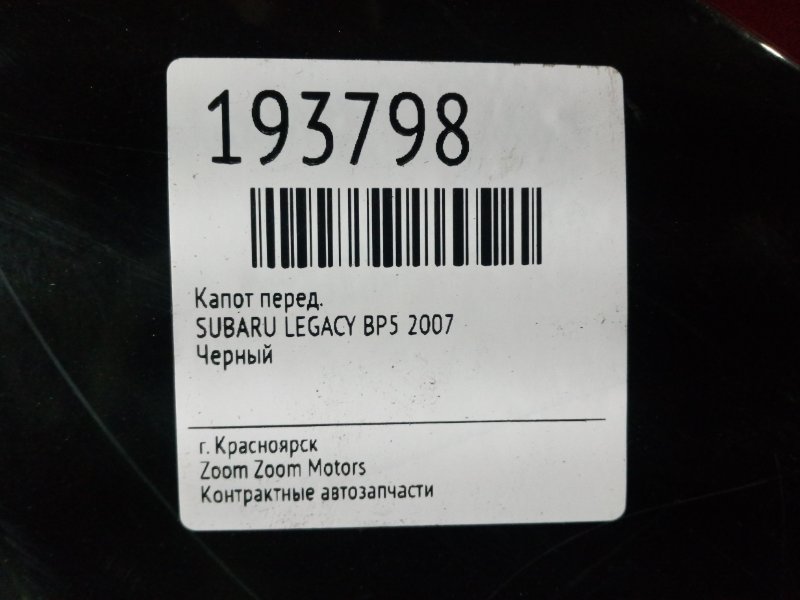 193798
Капот перед.
SUBARU LEGACY BP5 2007
Черный
г. Красноярск
Zoom Zoom Motors
Контрактные автозапчасти